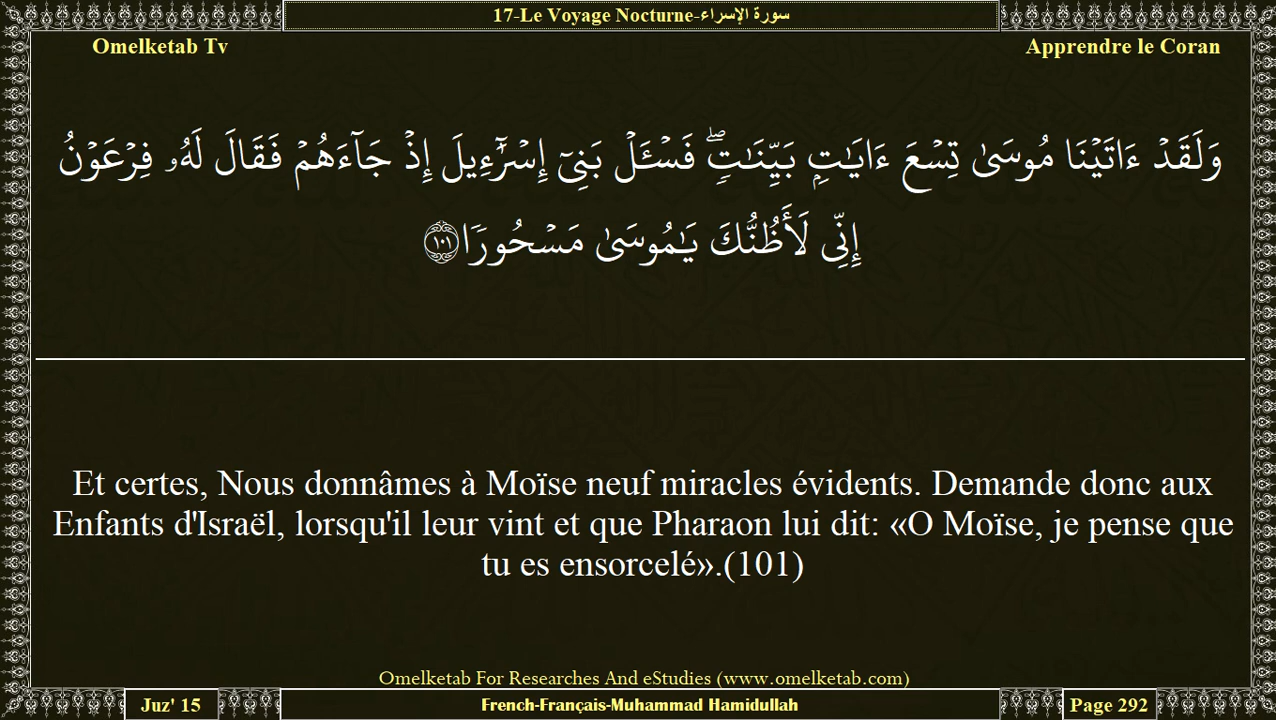 17-Le Voyage Nocturne-سورة الإسراء
Omelketab Tv
Apprendre le Coran
وَلَقَدۡ ءَاتَيۡنَا مُوسَىٰ تِسۡعَ ءَايَٰتِۭ بَيِّنَٰتٖۖ فَسۡـَٔلۡ بَنِيٓ إِسۡرَٰٓءِيلَ إِذۡ جَآءَهُمۡ فَقَالَ لَهُۥ فِرۡعَوۡنُ
إِنِّي لَأَظُنُّكَ يَٰمُوسَىٰ مَسۡحُورٗا ١٠١
Et certes, Nous donnâmes à Moïse neuf miracles évidents. Demande donc aux
Enfants d'Israël, lorsqu'il leur vint et que Pharaon lui dit: «O Moïse, je pense que
tu es ensorcelé».(101)
Omelketab For Researches And eStudies (www.omelketab.com)
Juz' 15
French-Français-Muhammad Hamidullah
Page 292